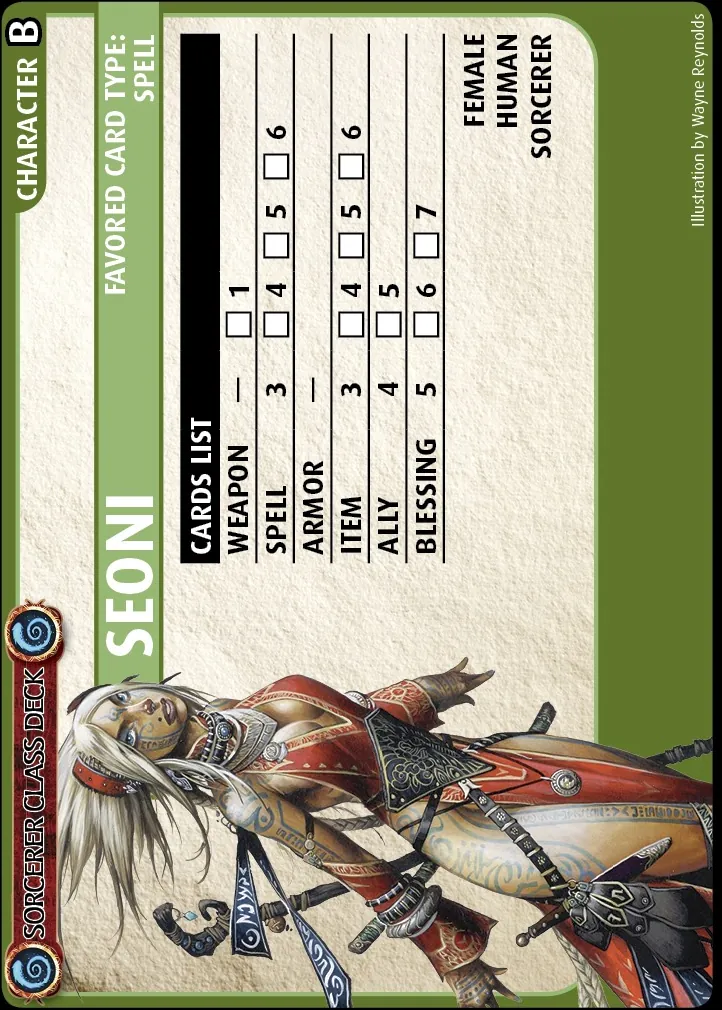 SORCERER CLASS DECK
CHARACTER B
SEONI
FAVORED CARD TYPE:
SPELL
CARDS LIST
WEAPON — □ 1
SPELL 3 □ 4 □ 5 □ 6
ARMOR —
ITEM 3 □ 4 □ 5 □ 6
ALLY 4 □ 5
BLESSING 5 □ 6 □ 7
FEMALE
HUMAN
SORCERER
Illustration by Wayne Reynolds